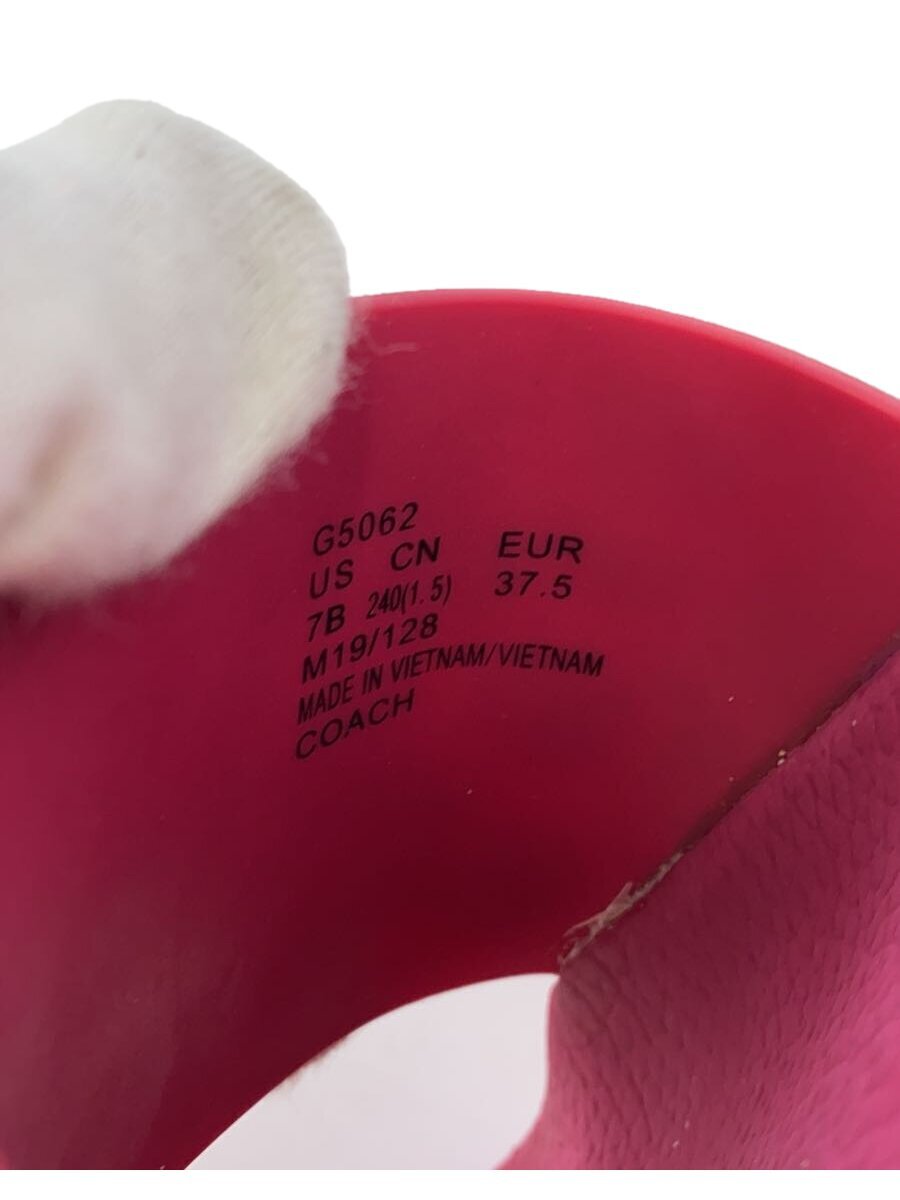 G5062
US CN EUR
7B 240(1.5) 37.5
M19/128
MADE IN VIETNAM/VIETNAM
COACH